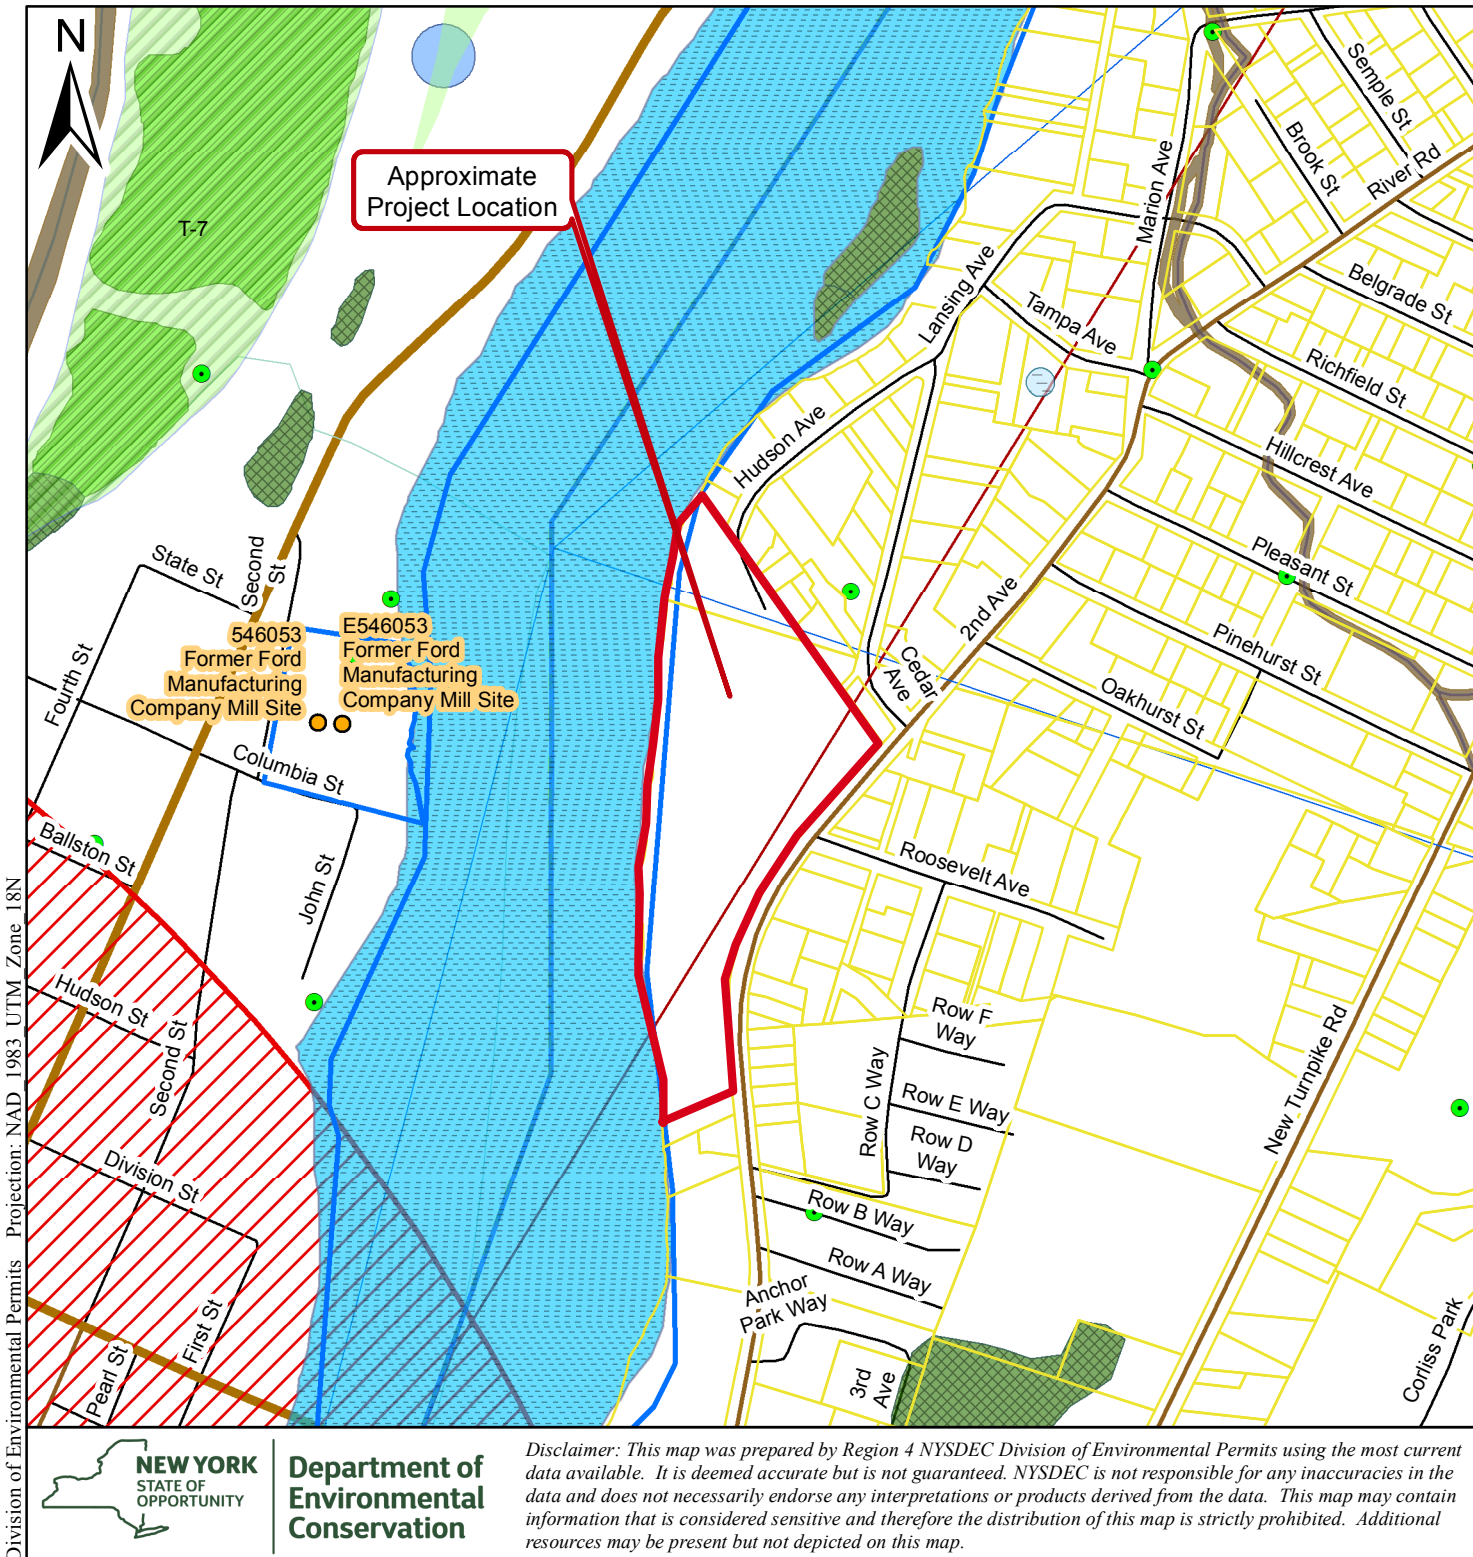 N
Approximate
Project Location
T-7
Semple St
Brook St
River Rd
Marion Ave
Belgrade St
Lansing Ave
Tampa Ave
Richfield St
Hudson Ave
Hillcrest Ave
Pleasant St
State St
Second
St
2nd Ave
Pinehurst St
546053
Former Ford
Manufacturing
Company Mill Site
E546053
Former Ford
Manufacturing
Company Mill Site
Fourth St
Cedar
Ave
Oakhurst St
Columbia St
Ballston St
John St
Roosevelt Ave
Hudson St
Second St
Row F
Way
Row C Way
Row E Way
Row D
Way
New Turnpike Rd
Division St
Row B Way
Row A Way
Anchor
Park Way
First St
Pearl St
3rd
Ave
Corliss Park
Division of Environmental Permits Projection: NAD_1983_UTM_Zone_18N
NEW YORK
STATE OF
OPPORTUNITY
Department of
Environmental
Conservation
Disclaimer: This map was prepared by Region 4 NYSDEC Division of Environmental Permits using the most current
data available. It is deemed accurate but is not guaranteed. NYSDEC is not responsible for any inaccuracies in the
data and does not necessarily endorse any interpretations or products derived from the data. This map may contain
information that is considered sensitive and therefore the distribution of this map is strictly prohibited. Additional
resources may be present but not depicted on this map.